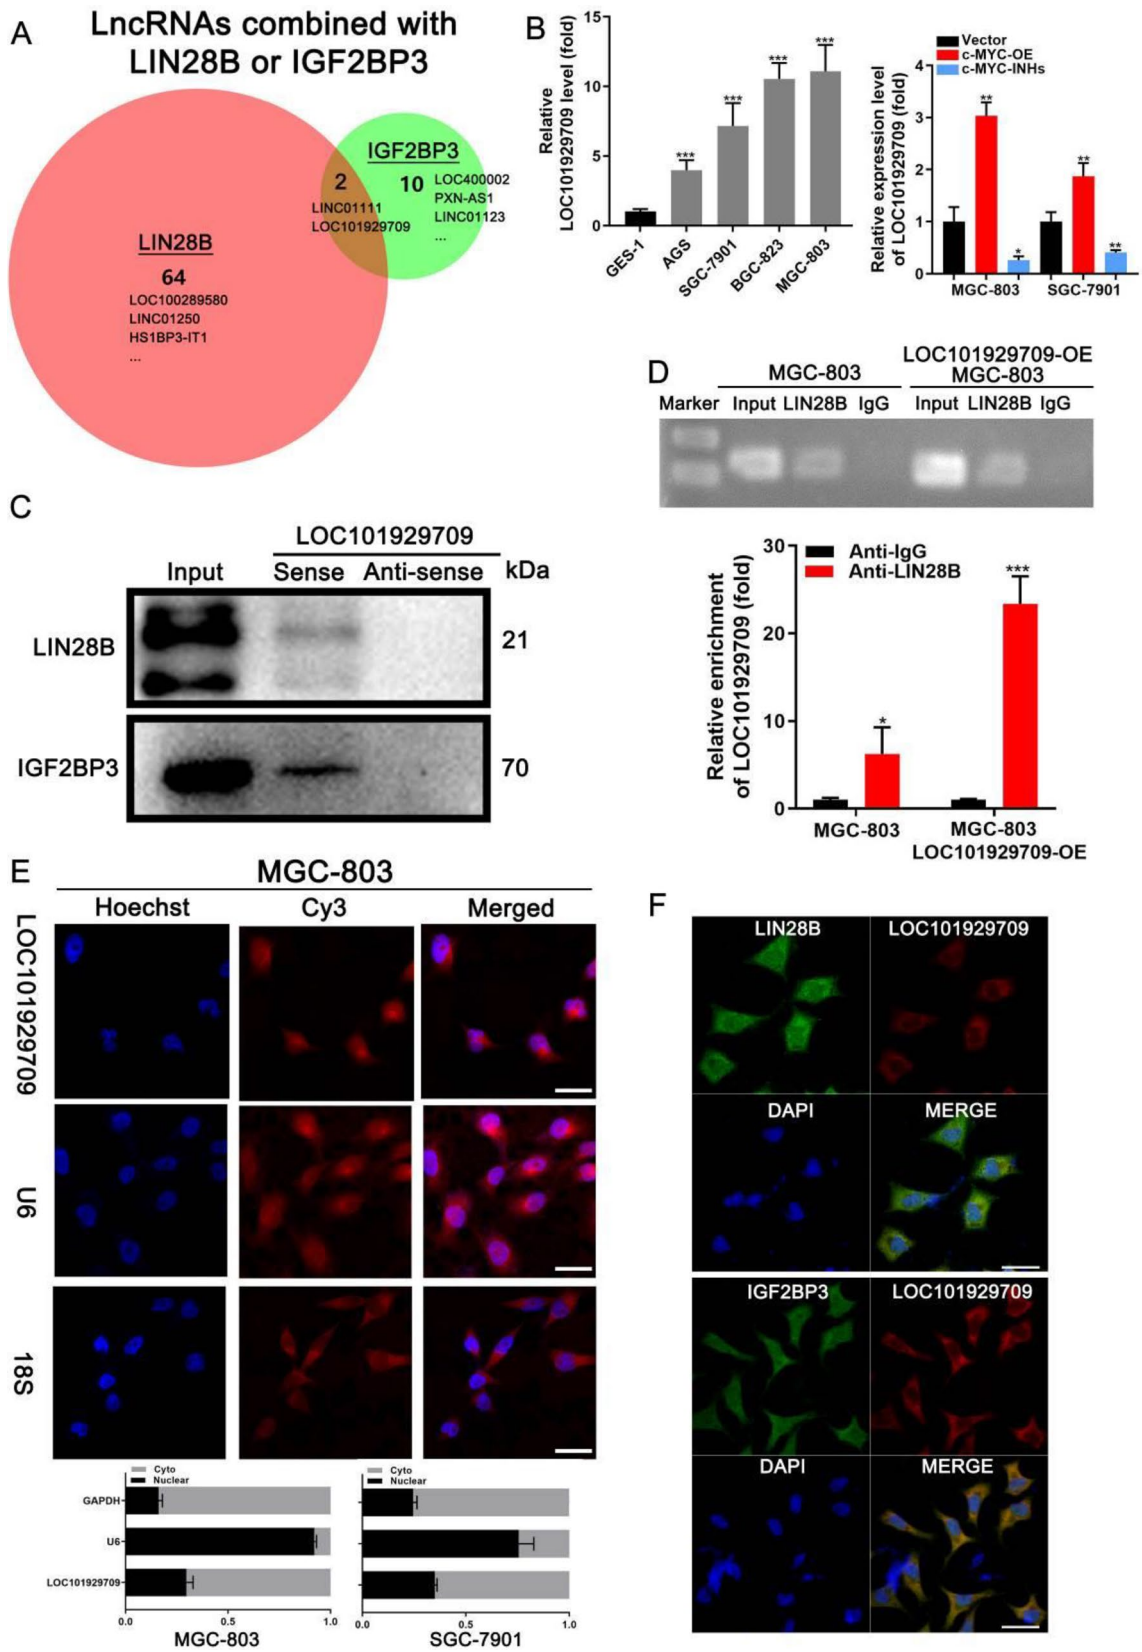 A
LncRNAs combined with
LIN28B or IGF2BP3
IGF2BP3
2
10
LOC400002
PXN-AS1
LINC01123
...
LINC01111
LOC101929709
LIN28B
64
LOC100289580
LINC01250
HS1BP3-IT1
...
B
Relative
LOC101929709 level (fold)
15
10
5
0
***
***
***
***
GES-1
AGS
SGC-7901
BGC-823
MGC-803
Vector
c-MYC-OE
c-MYC-INHs
Relative expression level
of LOC101929709 (fold)
4
3
2
1
0
**
*
**
**
MGC-803
SGC-7901
C
LOC101929709
Input
Sense
Anti-sense
kDa
LIN28B
21
IGF2BP3
70
D
LOC101929709-OE
MGC-803
MGC-803
Marker
Input LIN28B IgG
Input LIN28B IgG
Relative enrichment
of LOC101929709 (fold)
30
20
10
0
Anti-IgG
Anti-LIN28B
*
***
MGC-803
MGC-803
LOC101929709-OE
E
MGC-803
Hoechst
Cy3
Merged
LOC101929709
U6
18S
Cyto
Nuclear
GAPDH
U6
LOC101929709
0.0
0.5
1.0
MGC-803
Cyto
Nuclear
0.0
0.5
1.0
SGC-7901
F
LIN28B
LOC101929709
DAPI
MERGE
IGF2BP3
LOC101929709
DAPI
MERGE